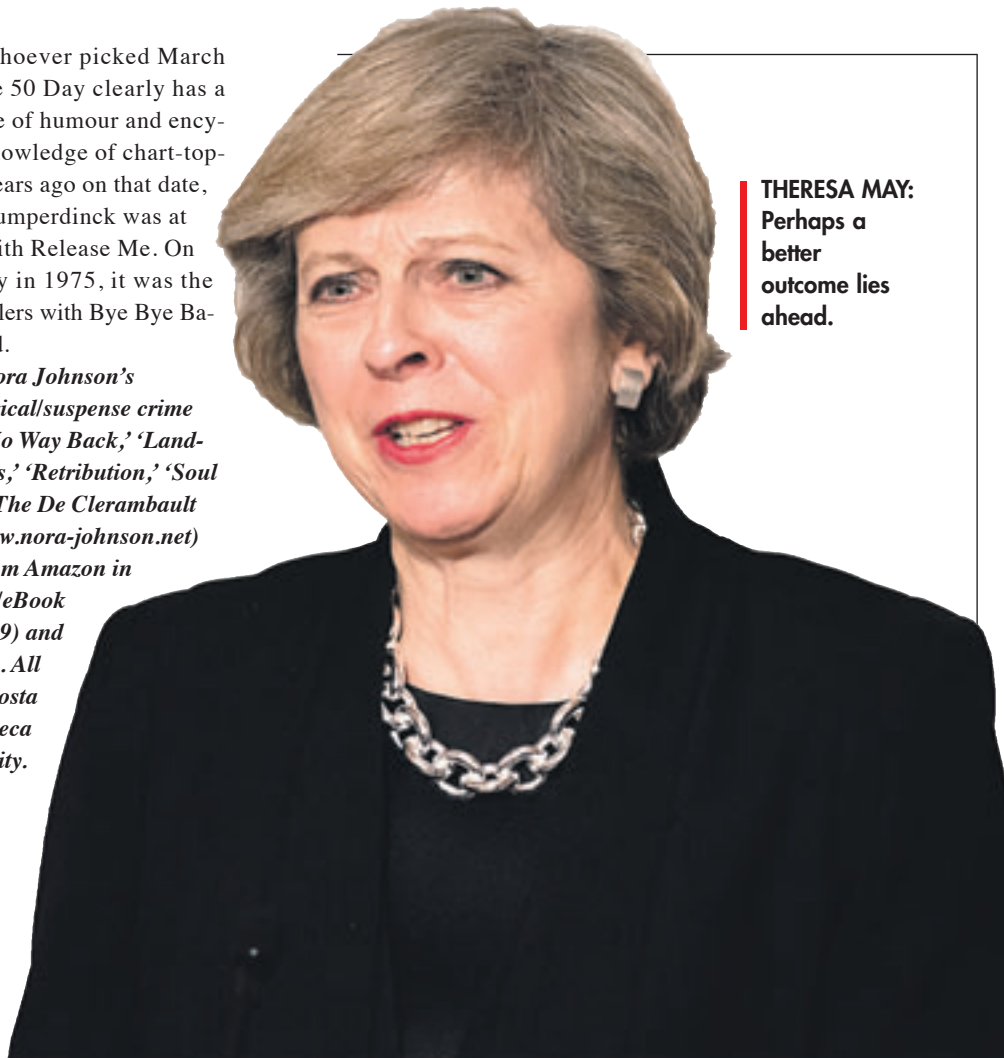 hoever picked March
e 50 Day clearly has a
e of humour and ency-
owledge of chart-top-
ears ago on that date,
umperdinck was at
ith Release Me. On
y in 1975, it was the
lers with Bye Bye Ba-
d.
ora Johnson's
ical/suspense crime
Vo Way Back,' 'Land-
s,' 'Retribution,' 'Soul
The De Clerambault
w.nora-johnson.net)
m Amazon in
/eBook
9) and
. All
osta
eca
ity.
THERESA MAY:
Perhaps a
better
outcome lies
ahead.